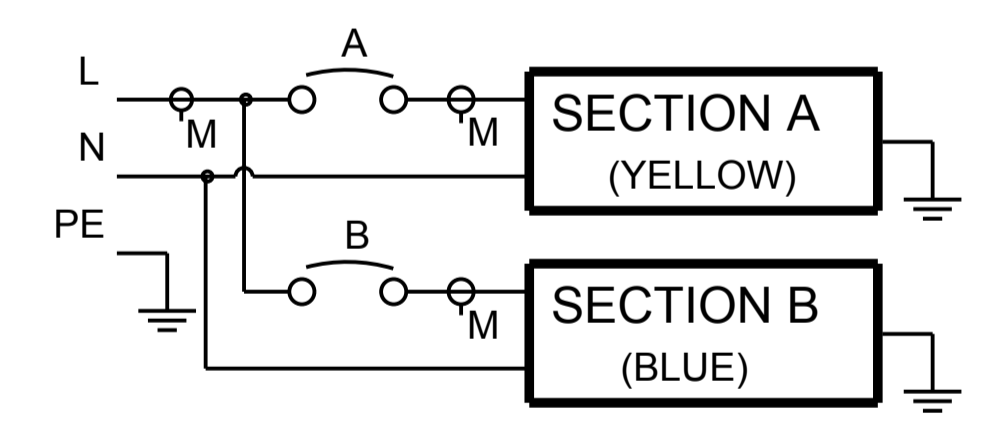 A
L
M
M
SECTION A
N
(YELLOW)
PE
B
M
SECTION B
(BLUE)